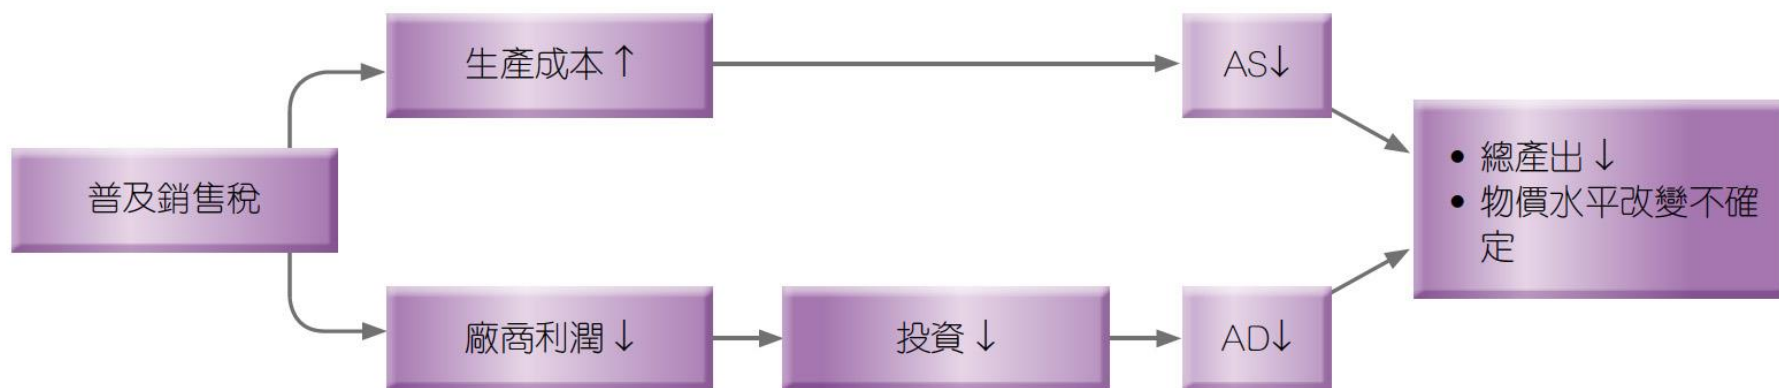 生產成本↑
AS↓
普及銷售稅
• 總產出↓
• 物價水平改變不確
定
廠商利潤↓
投資↓
AD↓